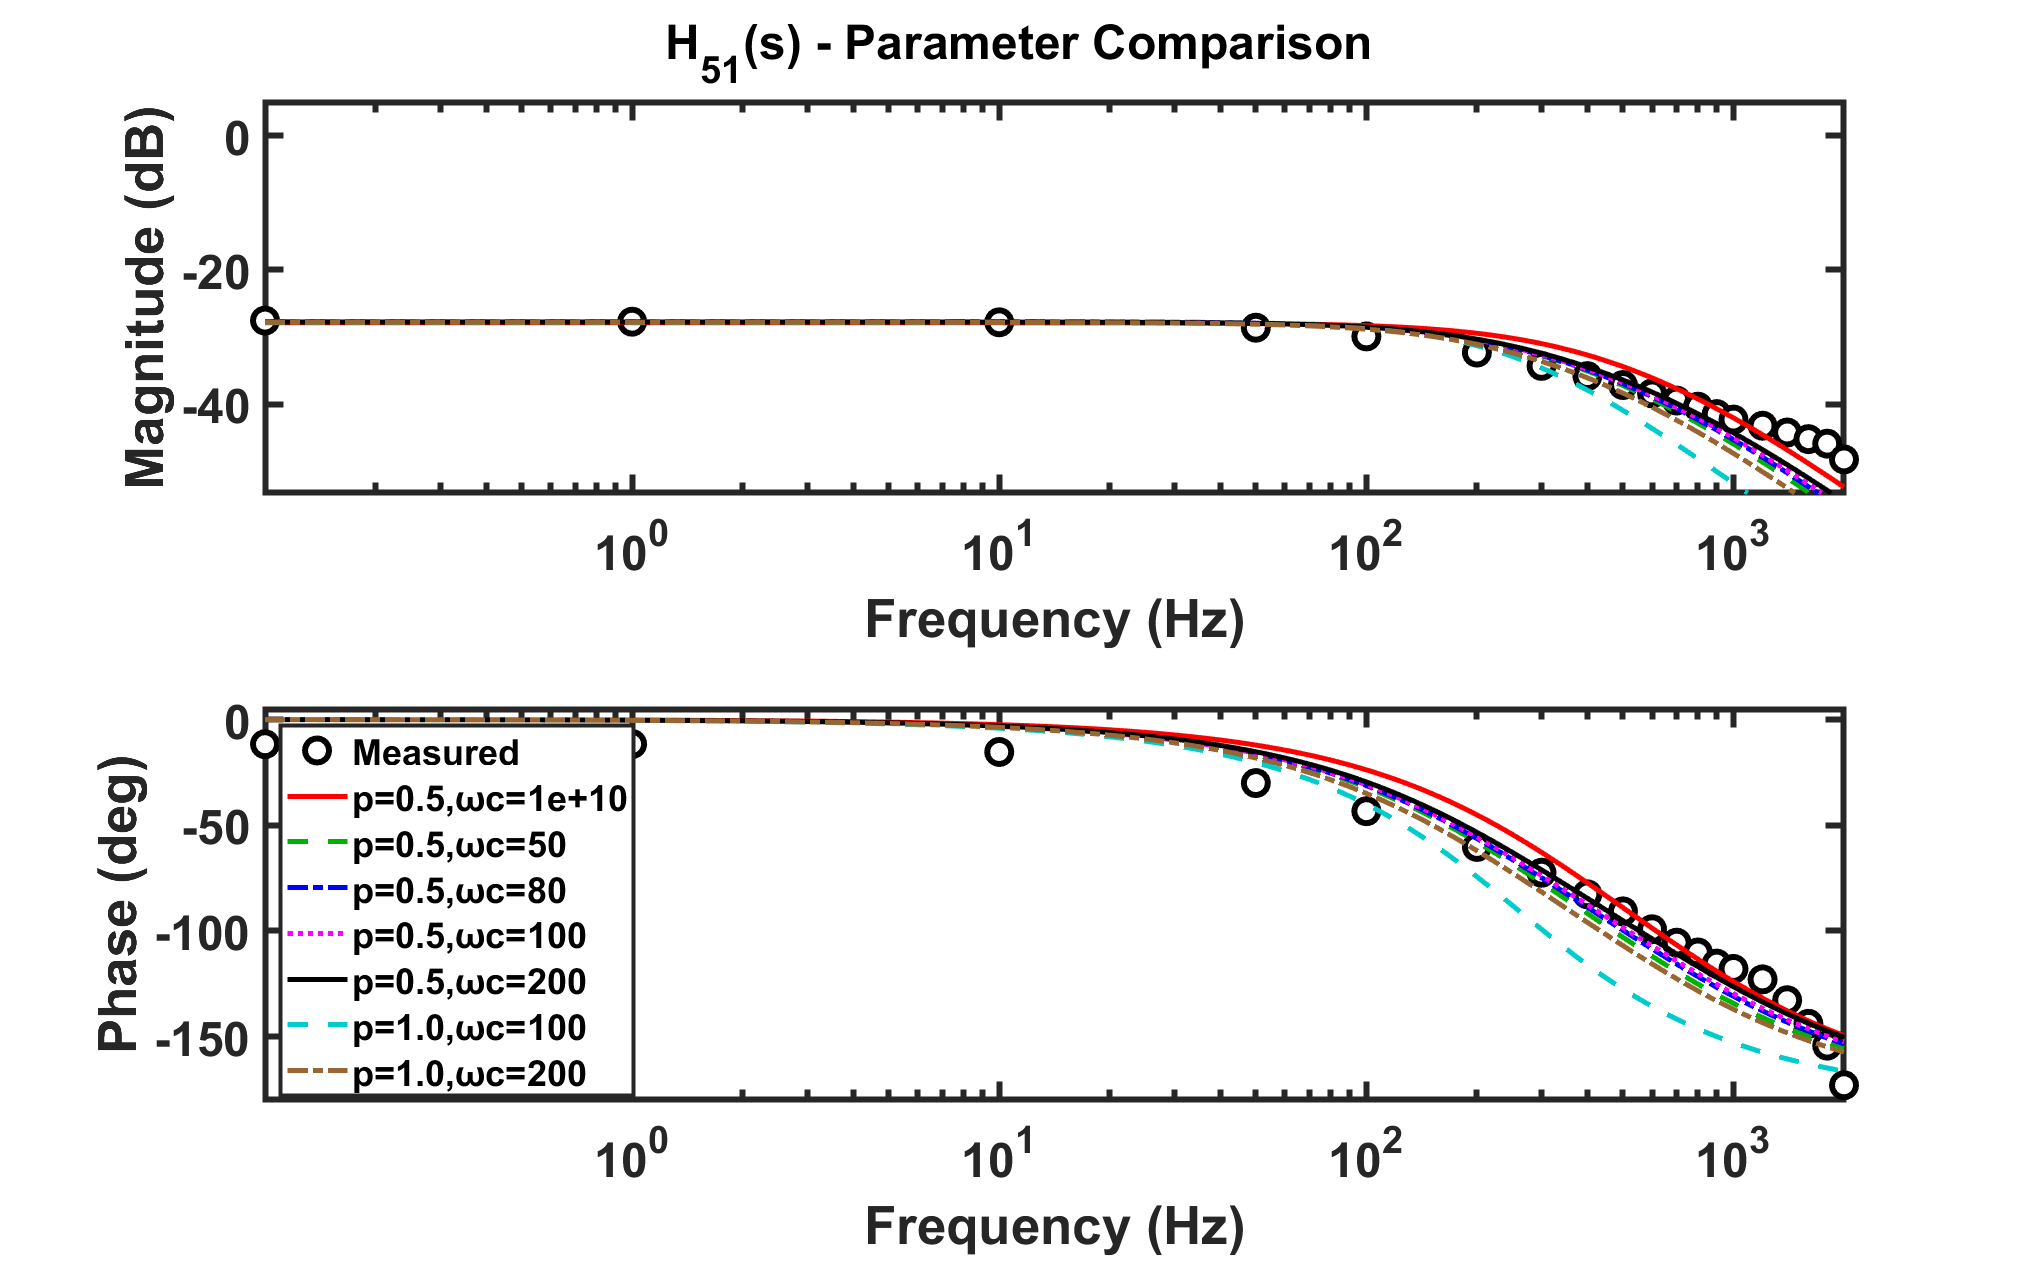 H51(s) - Parameter Comparison
Magnitude (dB)
0
-20
-40
10^0 10^1 10^2 10^3
Frequency (Hz)
Phase (deg)
0
-50
-100
-150
Measured
p=0.5,ωc=1e+10
p=0.5,ωc=50
p=0.5,ωc=80
p=0.5,ωc=100
p=0.5,ωc=200
p=1.0,ωc=100
p=1.0,ωc=200
10^0 10^1 10^2 10^3
Frequency (Hz)